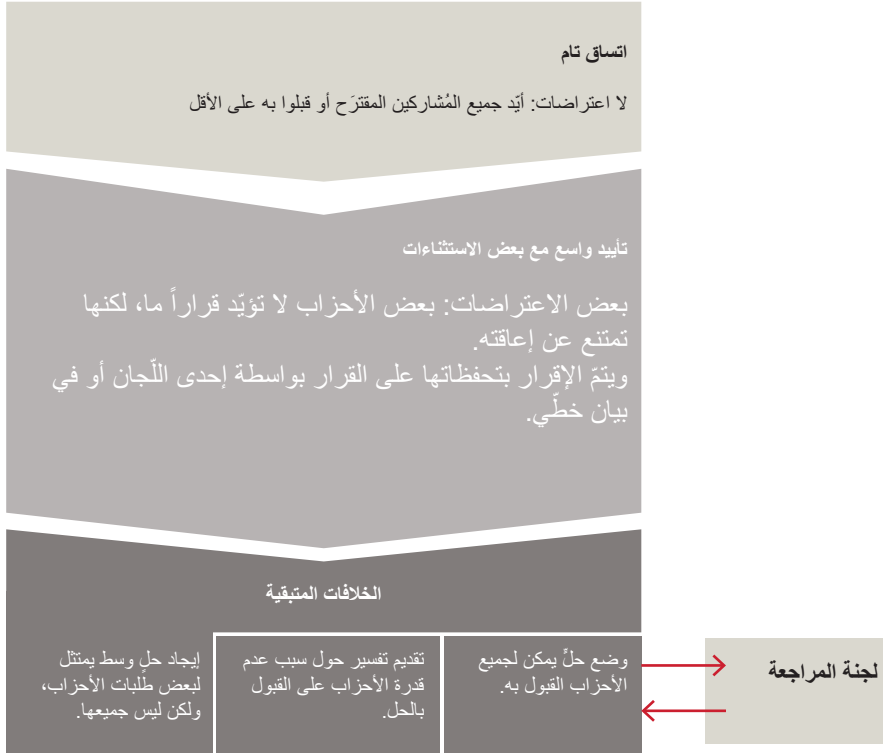 اتساق تام
لا اعتراضات: أيّد جميع المُشاركين المقترَح أو قبلوا به على الأقل
تأييد واسع مع بعض الاستثناءات
بعض الاعتراضات: بعض الأحزاب لا تؤيّد قراراً ما، لكنها
تمتنع عن إعاقته.
ويتمّ الإقرار بتحفظاتها على القرار بواسطة إحدى اللّجان أو في
بيان خطّي.
الخلافات المتبقية
وضع حلٍّ يمكن لجميع
الأحزاب القبول به.
تقديم تفسير حول سبب عدم
قدرة الأحزاب على القبول
بالحل.
إيجاد حلٍ وسط يمتثل
لبعض طلبات الأحزاب،
ولكن ليس جميعها.
لجنة المراجعة